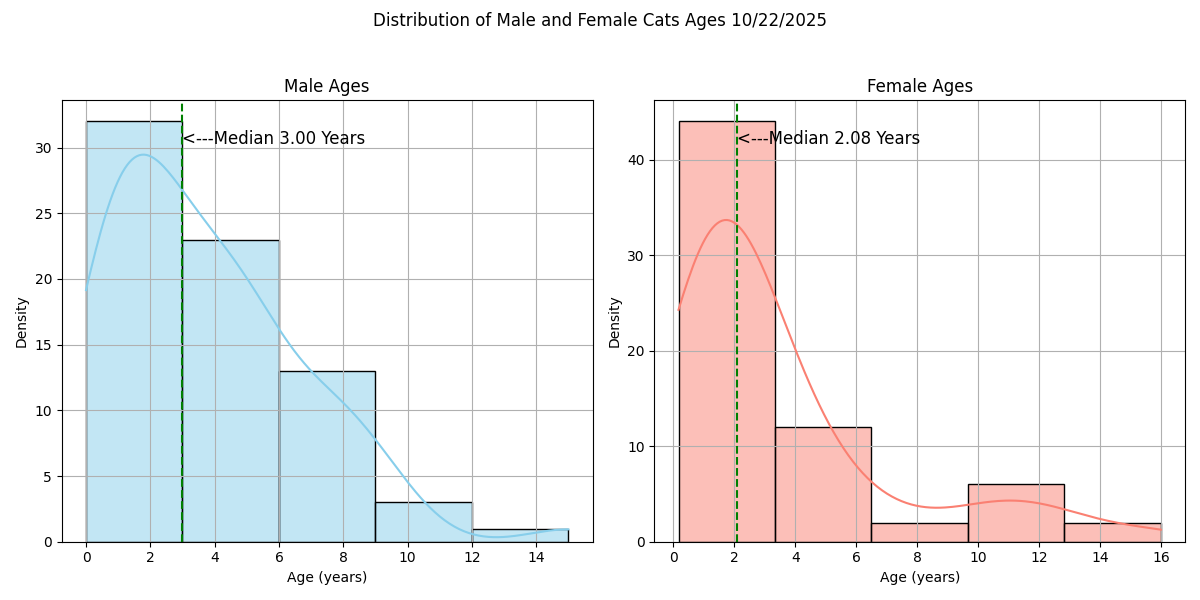 Distribution of Male and Female Cats Ages 10/22/2025
Male Ages
<---Median 3.00 Years
30
25
20
15
10
5
0
Density
0 2 4 6 8 10 12 14
Age (years)
Female Ages
<---Median 2.08 Years
40
30
20
10
0
Density
0 2 4 6 8 10 12 14 16
Age (years)